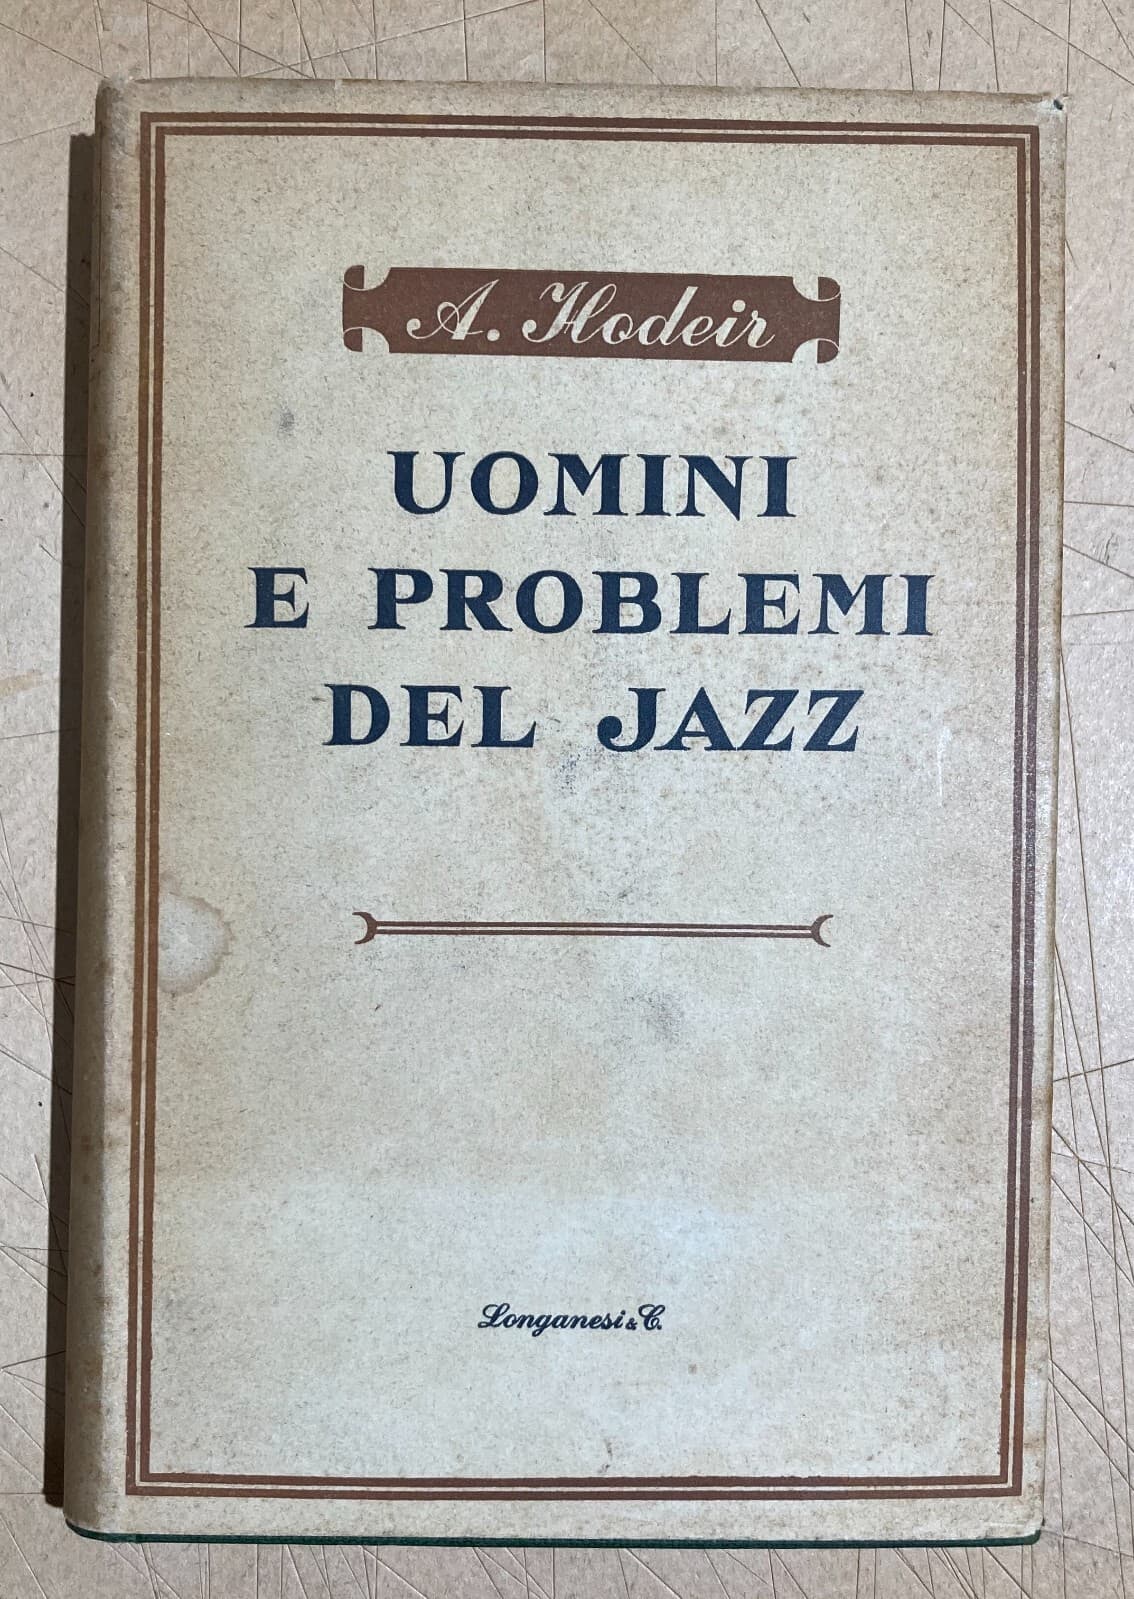 A. Hodeir
UOMINI
E PROBLEMI
DEL JAZZ
Longanesi & C.